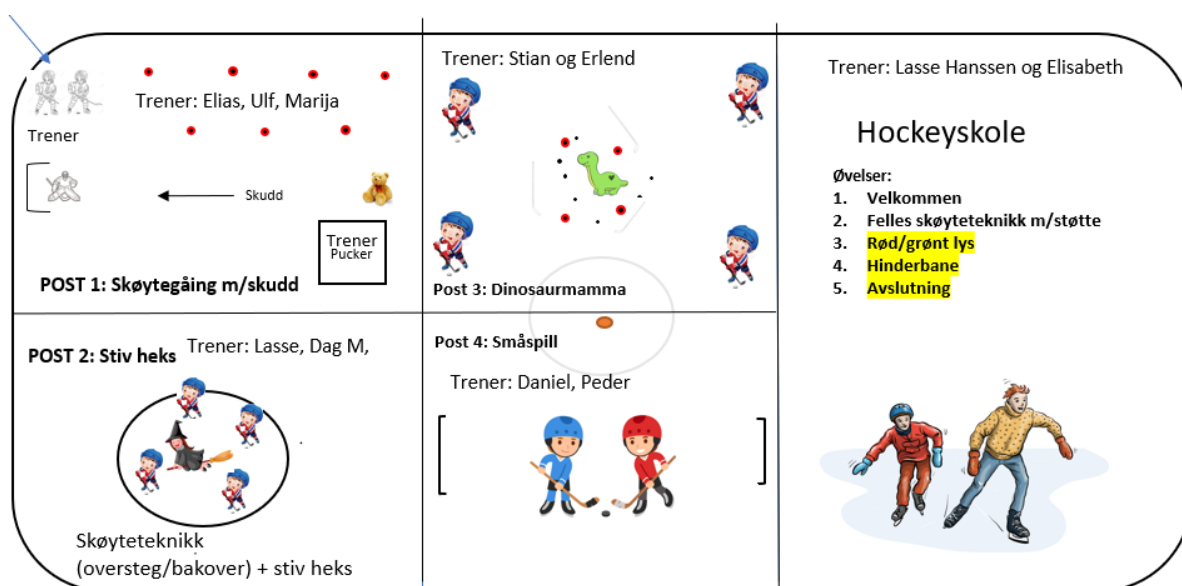 Trener: Elias, Ulf, Marija
Trener
Skudd
Trener
Pucker
POST 1: Skøytegåing m/skudd
Trener: Stian og Erlend
Post 3: Dinosaurmamma
Trener: Lasse Hanssen og Elisabeth
Hockeyskole
Øvelser:
1. Velkommen
2. Felles skøyteteknikk m/støtte
3. Rød/grønt lys
4. Hinderbane
5. Avslutning
POST 2: Stiv heks
Trener: Lasse, Dag M,
Skøyteteknikk
(oversteg/bakover) + stiv heks
Post 4: Småspill
Trener: Daniel, Peder